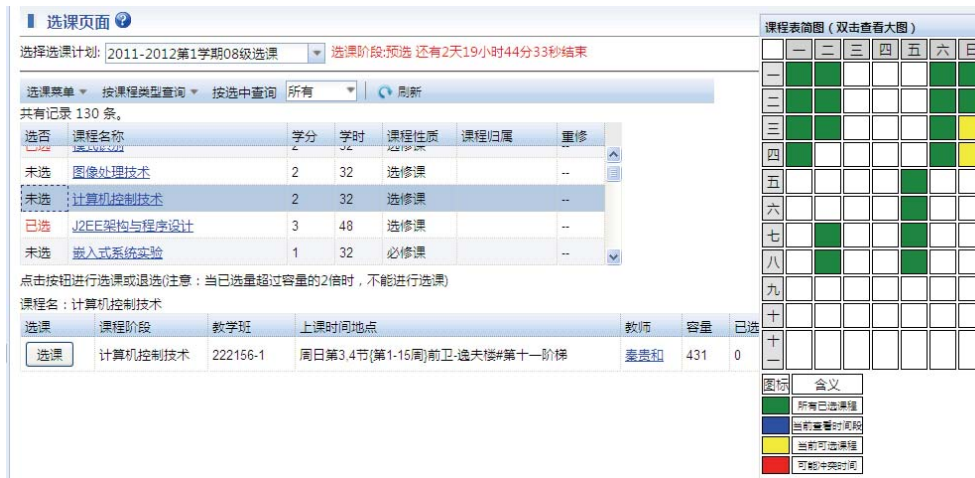 选课页面
选择选课计划: 2011-2012第1学期08级选课 选课阶段:预选 还有2天19小时44分33秒结束
选课菜单 按课程类型查询 按选中查询 所有 刷新
共有记录 130 条。
选否 课程名称 学分 学时 课程性质 课程归属 重修
已选 模式识别 2 32 选修课 --
未选 图像处理技术 2 32 选修课 --
未选 计算机控制技术 2 32 选修课 --
已选 J2EE架构与程序设计 3 48 选修课 --
未选 嵌入式系统实验 1 32 必修课 --
点击按钮进行选课或退选(注意：当已选量超过容量的2倍时，不能进行选课)
课程名：计算机控制技术
选课 课程阶段 教学班 上课时间地点 教师 容量 已选
选课 计算机控制技术 222156-1 周日第3,4节{第1-15周}前卫-逸夫楼#第十一阶梯 秦贵和 431 0
课程表简图（双击查看大图）
一 二 三 四 五 六 日
一
二
三
四
五
六
七
八
九
十
十一
图标 含义
所有已选课程
当前查看时间段
当前可选课程
可能冲突时间